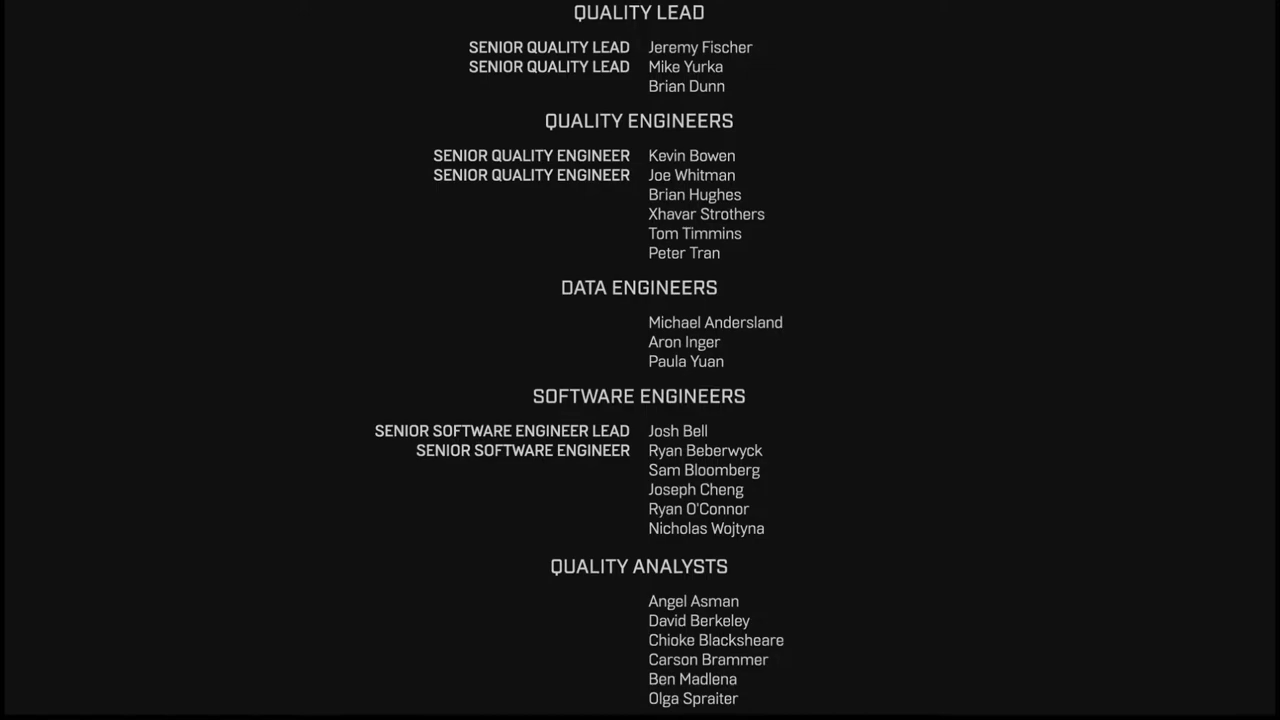 QUALITY LEAD
SENIOR QUALITY LEAD Jeremy Fischer
SENIOR QUALITY LEAD Mike Yurka
Brian Dunn
QUALITY ENGINEERS
SENIOR QUALITY ENGINEER Kevin Bowen
SENIOR QUALITY ENGINEER Joe Whitman
Brian Hughes
Xhavar Strothers
Tom Timmins
Peter Tran
DATA ENGINEERS
Michael Andersland
Aron Inger
Paula Yuan
SOFTWARE ENGINEERS
SENIOR SOFTWARE ENGINEER LEAD Josh Bell
SENIOR SOFTWARE ENGINEER Ryan Beberwyck
Sam Bloomberg
Joseph Cheng
Ryan O'Connor
Nicholas Wojtyna
QUALITY ANALYSTS
Angel Asman
David Berkeley
Chioke Blacksheare
Carson Brammer
Ben Madlena
Olga Spraiter